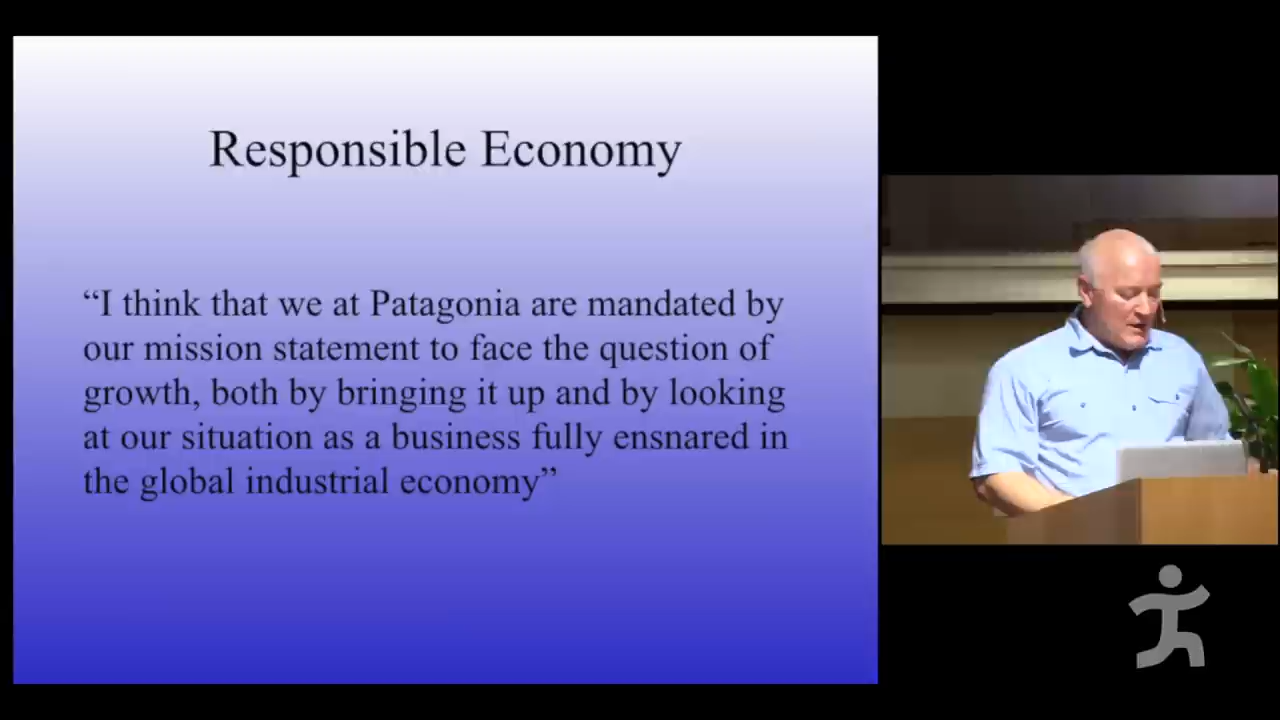 Responsible Economy
“I think that we at Patagonia are mandated by
our mission statement to face the question of
growth, both by bringing it up and by looking
at our situation as a business fully ensnared in
the global industrial economy”